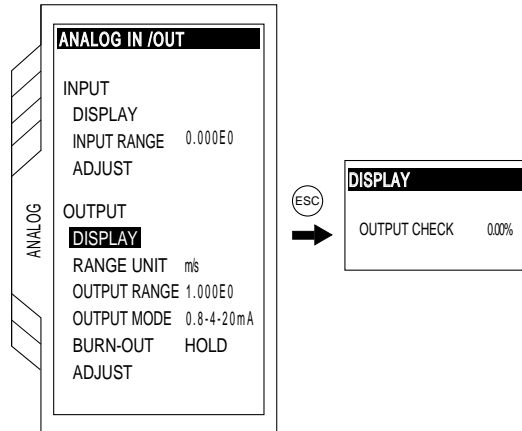 ANALOG IN /OUT
INPUT
DISPLAY
INPUT RANGE 0.000E0
ADJUST
ANALOG
OUTPUT
DISPLAY
RANGE UNIT m/s
OUTPUT RANGE 1.000E0
OUTPUT MODE 0.8-4-20mA
BURN-OUT HOLD
ADJUST
ESC
DISPLAY
OUTPUT CHECK 0.00%